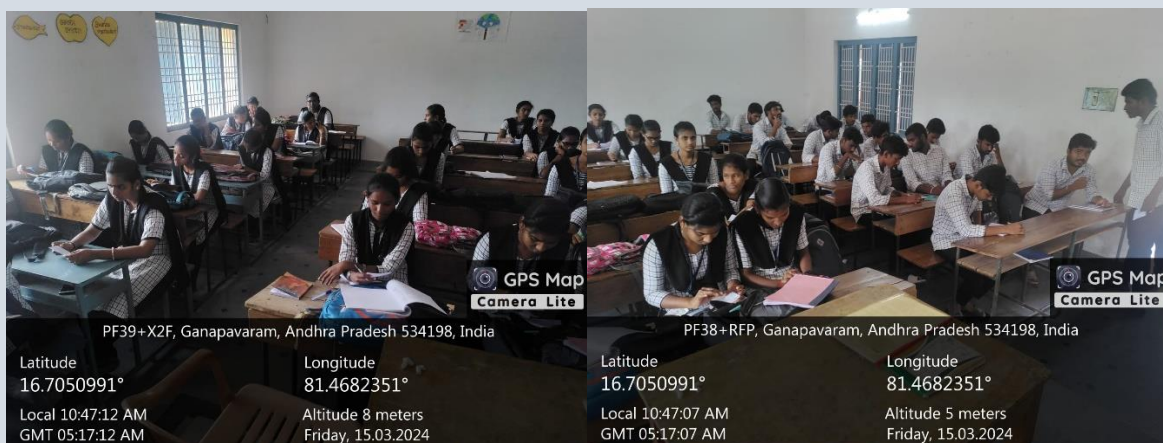 GPS Map
Camera Lite
PF39+X2F, Ganapavaram, Andhra Pradesh 534198, India
Latitude
16.7050991°
Longitude
81.4682351°
Local 10:47:12 AM
GMT 05:17:12 AM
Altitude 8 meters
Friday, 15.03.2024
GPS Map
Camera Lite
PF38+RFP, Ganapavaram, Andhra Pradesh 534198, India
Latitude
16.7050991°
Longitude
81.4682351°
Local 10:47:07 AM
GMT 05:17:07 AM
Altitude 5 meters
Friday, 15.03.2024